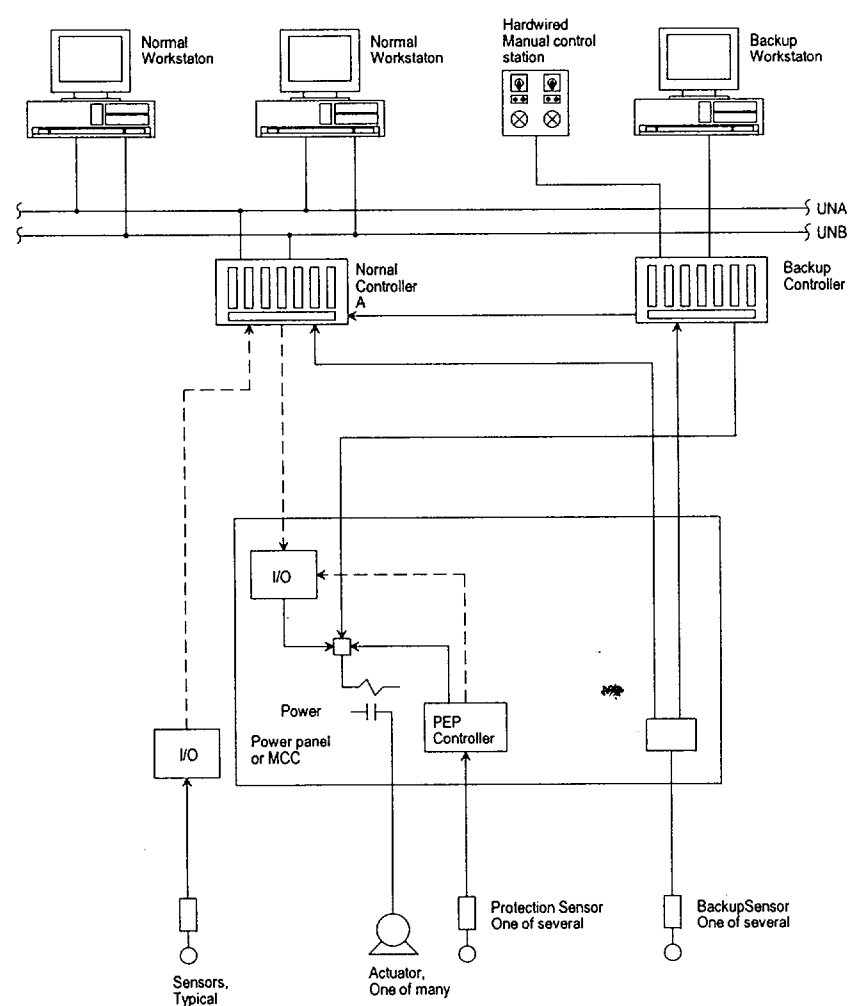 Normal
Workstaton
Normal
Workstaton
Hardwired
Manual control
station
Backup
Workstaton
UNA
UNB
Nornal
Controller
A
Backup
Controller
I/O
Power
Power panel
or MCC
PEP
Controller
I/O
Sensors,
Typical
Actuator,
One of many
Protection Sensor
One of several
BackupSensor
One of several